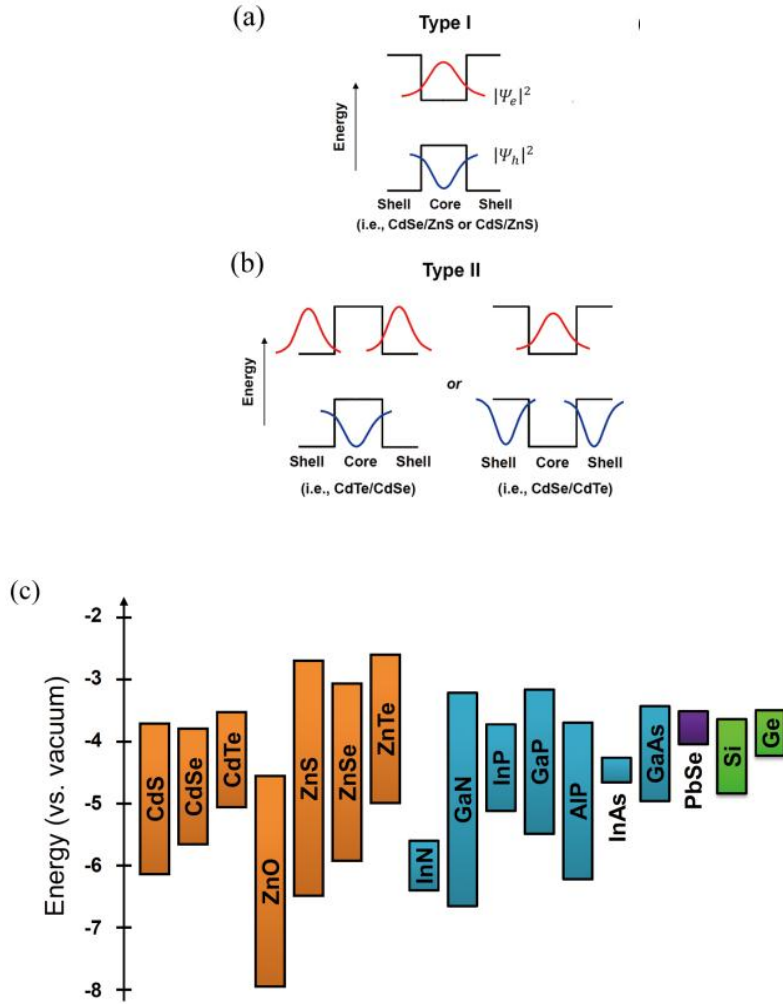 (a)
Type I
Energy
|Ψₑ|²
|Ψₕ|²
Shell Core Shell
(i.e., CdSe/ZnS or CdS/ZnS)
(b)
Type II
Energy
or
Shell Core Shell
Shell Core Shell
(i.e., CdTe/CdSe)
(i.e., CdSe/CdTe)
(c)
Energy (vs. vacuum)
-2
-3
-4
-5
-6
-7
-8
CdS
CdSe
CdTe
ZnO
ZnS
ZnSe
ZnTe
InN
GaN
InP
GaP
AlP
InAs
GaAs
PbSe
Si
Ge